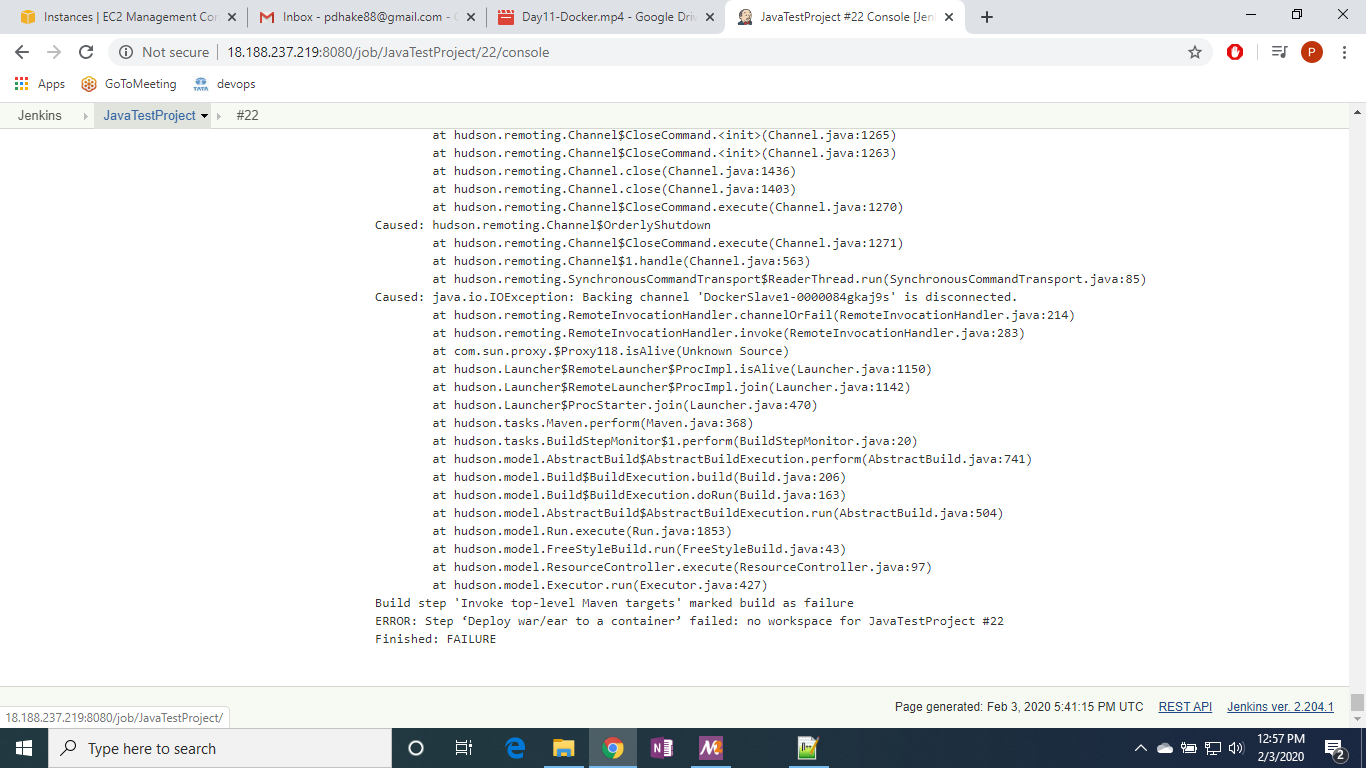 Instances | EC2 Management Con
Inbox - pdhake88@gmail.com - G
Day11-Docker.mp4 - Google Driv
JavaTestProject #22 Console [Jen
Not secure
18.188.237.219:8080/job/JavaTestProject/22/console
P
Apps
GoToMeeting
TATA
devops
Jenkins
JavaTestProject
#22
at hudson.remoting.Channel$CloseCommand.<init>(Channel.java:1265)
at hudson.remoting.Channel$CloseCommand.<init>(Channel.java:1263)
at hudson.remoting.Channel.close(Channel.java:1436)
at hudson.remoting.Channel.close(Channel.java:1403)
at hudson.remoting.Channel$CloseCommand.execute(Channel.java:1270)
Caused: hudson.remoting.Channel$OrderlyShutdown
at hudson.remoting.Channel$CloseCommand.execute(Channel.java:1271)
at hudson.remoting.Channel$1.handle(Channel.java:563)
at hudson.remoting.SynchronousCommandTransport$ReaderThread.run(SynchronousCommandTransport.java:85)
Caused: java.io.IOException: Backing channel 'DockerSlave1-0000084gkaj9s' is disconnected.
at hudson.remoting.RemoteInvocationHandler.channelOrFail(RemoteInvocationHandler.java:214)
at hudson.remoting.RemoteInvocationHandler.invoke(RemoteInvocationHandler.java:283)
at com.sun.proxy.$Proxy118.isAlive(Unknown Source)
at hudson.Launcher$RemoteLauncher$ProcImpl.isAlive(Launcher.java:1150)
at hudson.Launcher$RemoteLauncher$ProcImpl.join(Launcher.java:1142)
at hudson.Launcher$ProcStarter.join(Launcher.java:470)
at hudson.tasks.Maven.perform(Maven.java:368)
at hudson.tasks.BuildStepMonitor$1.perform(BuildStepMonitor.java:20)
at hudson.model.AbstractBuild$AbstractBuildExecution.perform(AbstractBuild.java:741)
at hudson.model.Build$BuildExecution.build(Build.java:206)
at hudson.model.Build$BuildExecution.doRun(Build.java:163)
at hudson.model.AbstractBuild$AbstractBuildExecution.run(AbstractBuild.java:504)
at hudson.model.Run.execute(Run.java:1853)
at hudson.model.FreeStyleBuild.run(FreeStyleBuild.java:43)
at hudson.model.ResourceController.execute(ResourceController.java:97)
at hudson.model.Executor.run(Executor.java:427)
Build step 'Invoke top-level Maven targets' marked build as failure
ERROR: Step ‘Deploy war/ear to a container’ failed: no workspace for JavaTestProject #22
Finished: FAILURE
Page generated: Feb 3, 2020 5:41:15 PM UTC
REST API
Jenkins ver. 2.204.1
18.188.237.219:8080/job/JavaTestProject/
Type here to search
12:57 PM
2/3/2020
2